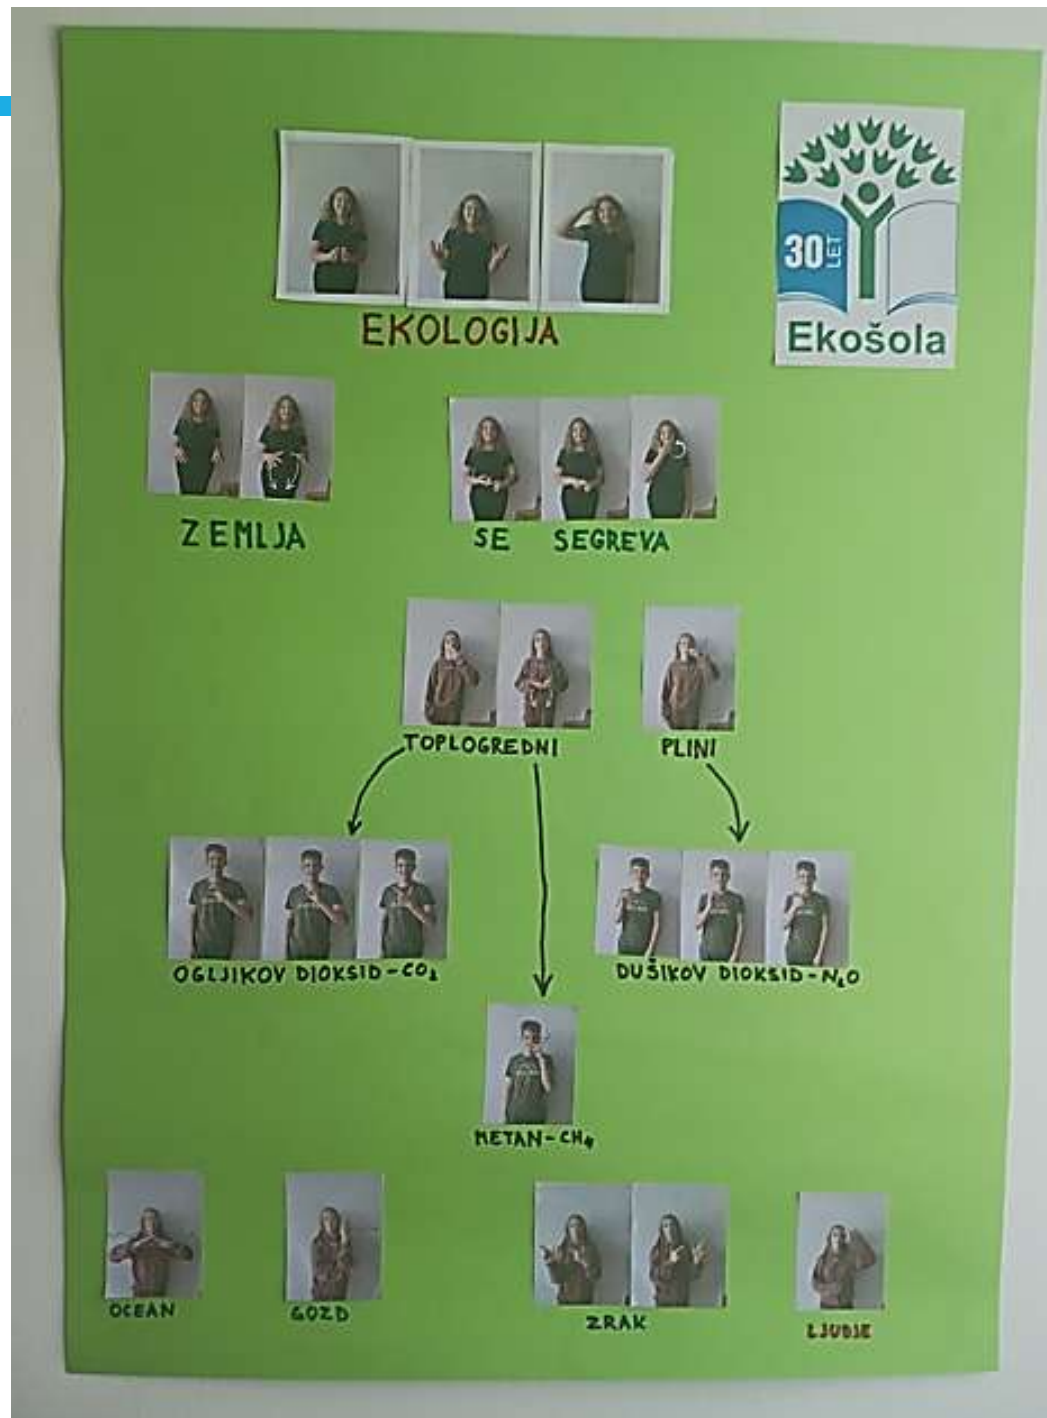 30 LET
Ekošola
EKOLOGIJA
ZEMLJA
SE SEGREVA
TOPLOGREDNI
PLINI
OGLJIKOV DIOKSID-CO₂
DUŠIKOV DIOKSID-N₂O
METAN-CH₄
OCEAN
GOZD
ZRAK
LJUDJE